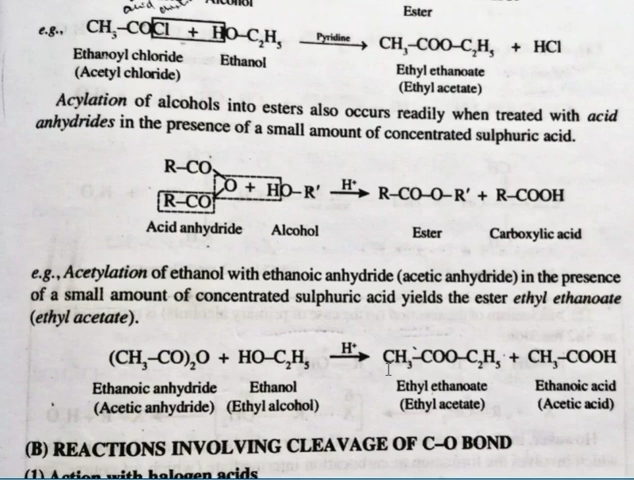 Ester
e.g., CH₃–COCl + HO–C₂H₅ Pyridine → CH₃–COO–C₂H₅ + HCl
Ethanoyl chloride Ethanol Ethyl ethanoate
(Acetyl chloride) (Ethyl acetate)
Acylation of alcohols into esters also occurs readily when treated with acid
anhydrides in the presence of a small amount of concentrated sulphuric acid.
R–CO
O + HO–R′ H⁺ → R–CO–O–R′ + R–COOH
R–CO
Acid anhydride Alcohol Ester Carboxylic acid
e.g., Acetylation of ethanol with ethanoic anhydride (acetic anhydride) in the presence
of a small amount of concentrated sulphuric acid yields the ester ethyl ethanoate
(ethyl acetate).
(CH₃–CO)₂O + HO–C₂H₅ H⁺ → CH₃–COO–C₂H₅ + CH₃–COOH
Ethanoic anhydride Ethanol Ethyl ethanoate Ethanoic acid
(Acetic anhydride) (Ethyl alcohol) (Ethyl acetate) (Acetic acid)
(B) REACTIONS INVOLVING CLEAVAGE OF C–O BOND
(1) Action with halogen acids